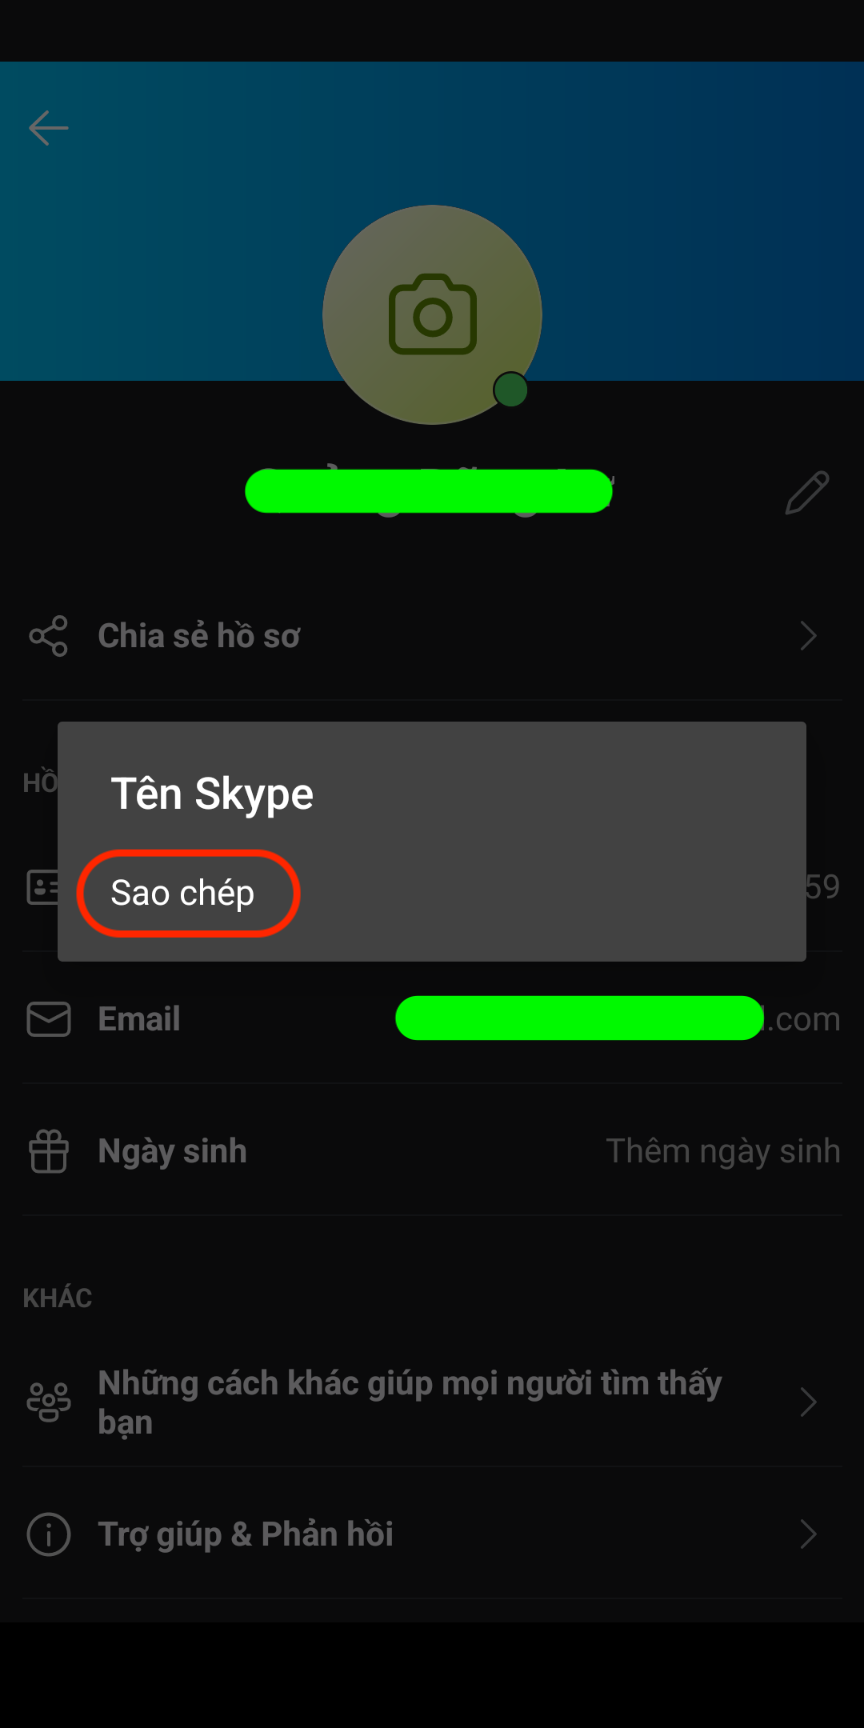 Chia sẻ hồ sơ
HỒ
Tên Skype
Sao chép
59
Email
.com
Ngày sinh
Thêm ngày sinh
KHÁC
Những cách khác giúp mọi người tìm thấy
bạn
Trợ giúp & Phản hồi